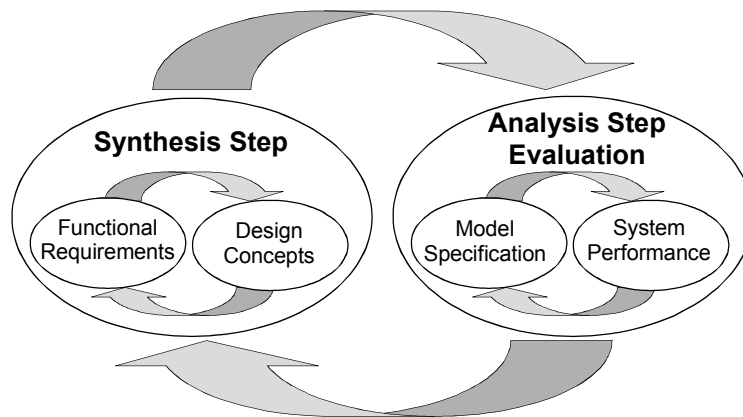 Synthesis Step
Functional
Requirements
Design
Concepts
Analysis Step
Evaluation
Model
Specification
System
Performance